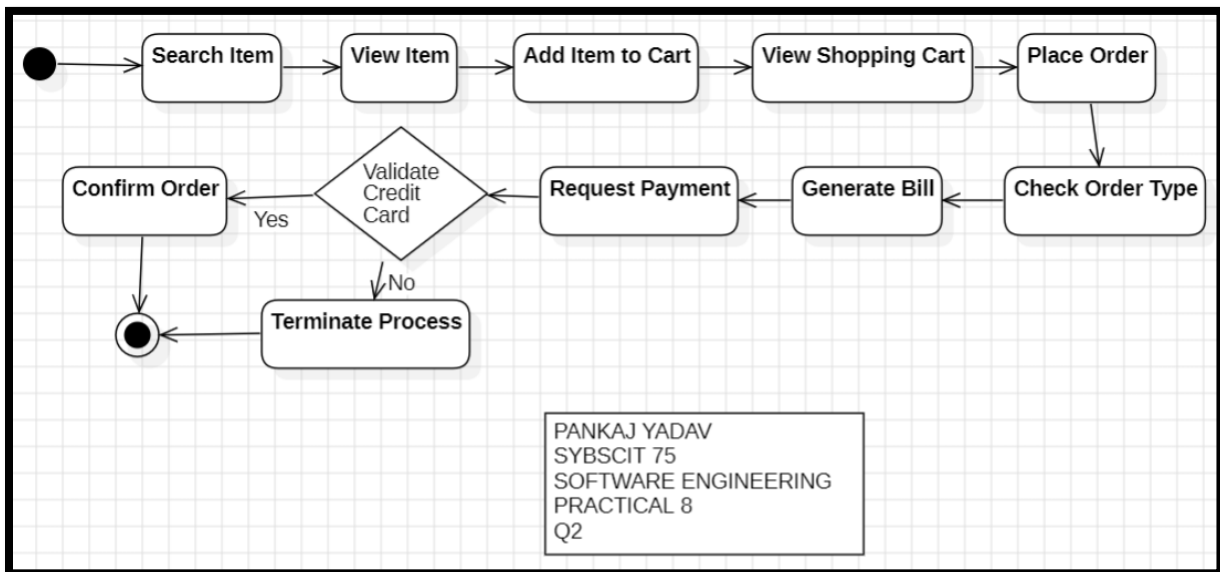 Search Item
View Item
Add Item to Cart
View Shopping Cart
Place Order
Confirm Order
Yes
Validate
Credit
Card
Request Payment
Generate Bill
Check Order Type
No
Terminate Process
PANKAJ YADAV
SYBSCIT 75
SOFTWARE ENGINEERING
PRACTICAL 8
Q2